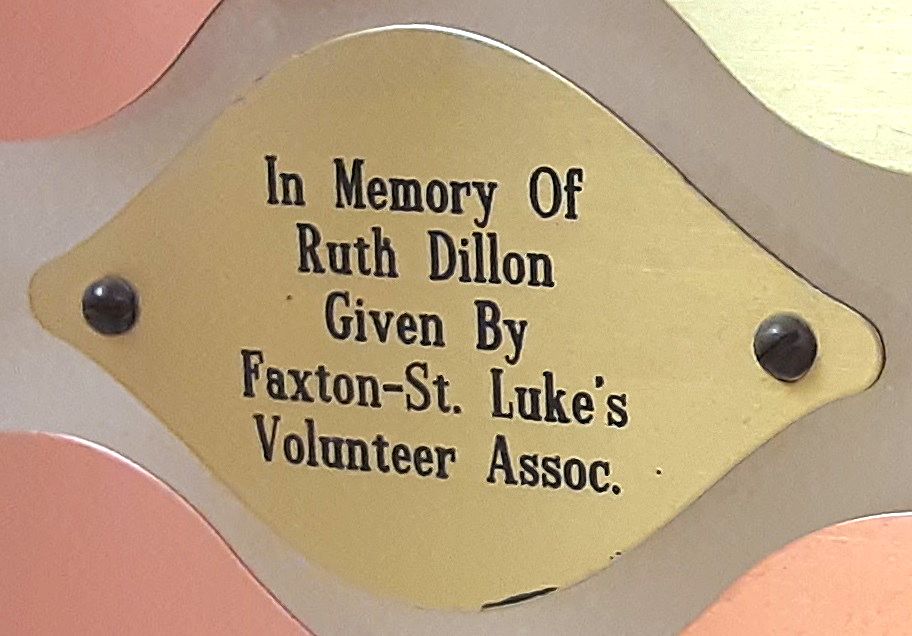 In Memory Of
Ruth Dillon
Given By
Faxton-St. Luke's
Volunteer Assoc.